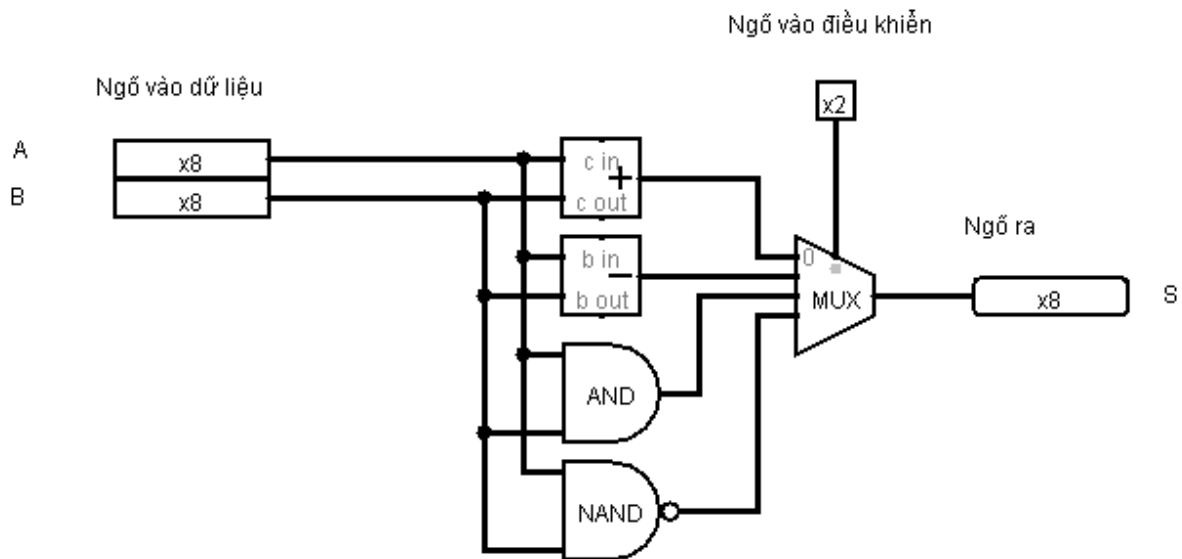 Ngõ vào điều khiển
Ngõ vào dữ liệu
x2
A
x8
B
x8
c in
+
c out
b in
−
b out
0
MUX
Ngõ ra
x8
S
AND
NAND